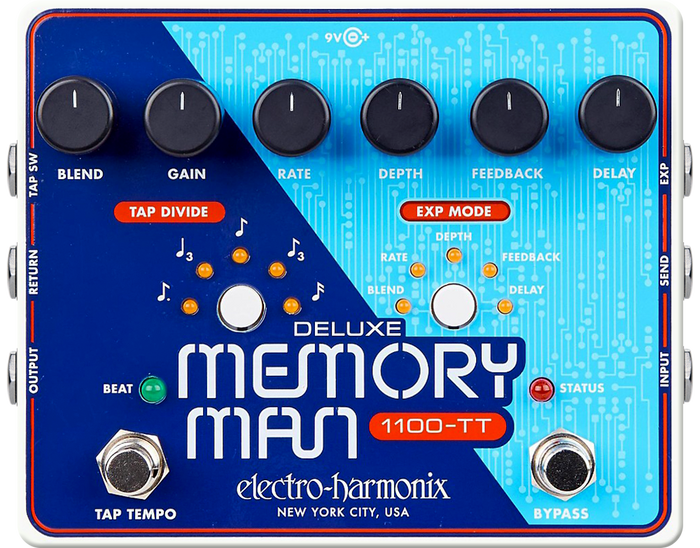 9V
BLEND GAIN RATE DEPTH FEEDBACK DELAY
TAP SW
EXP
TAP DIVIDE
EXP MODE
3
3
DEPTH
RATE
FEEDBACK
BLEND
DELAY
RETURN
SEND
DELUXE
MEMORY
MAN
1100-TT
OUTPUT
INPUT
BEAT
STATUS
electro-harmonix
NEW YORK CITY, USA
TAP TEMPO
BYPASS